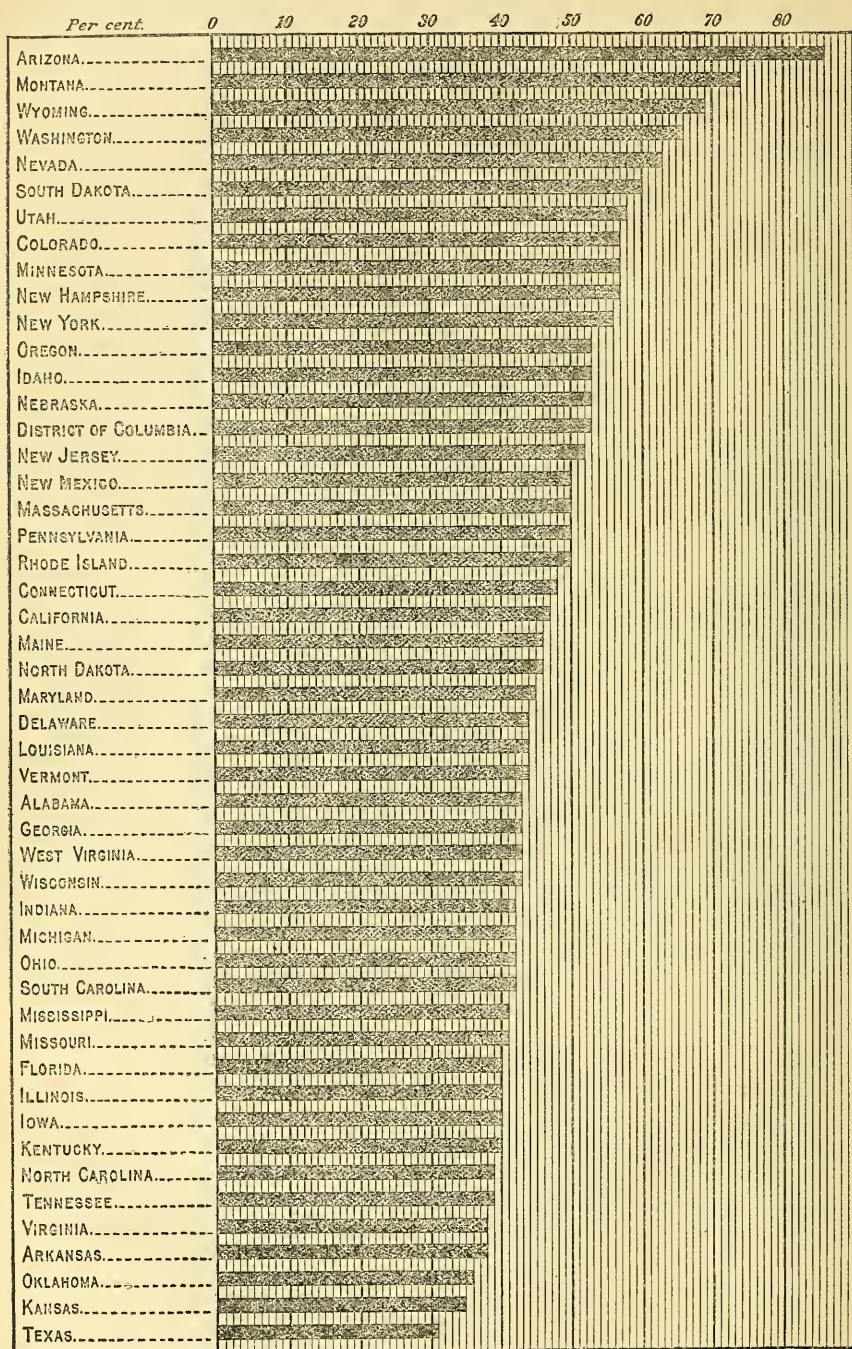 Per cent. 0 10 20 30 40 50 60 70 80
ARIZONA
MONTANA
WYOMING
WASHINGTON
NEVADA
SOUTH DAKOTA
UTAH
COLORADO
MINNESOTA
NEW HAMPSHIRE
NEW YORK
OREGON
IDAHO
NEBRASKA
DISTRICT OF COLUMBIA
NEW JERSEY
NEW MEXICO
MASSACHUSETTS
PENNSYLVANIA
RHODE ISLAND
CONNECTICUT
CALIFORNIA
MAINE
NORTH DAKOTA
MARYLAND
DELAWARE
LOUISIANA
VERMONT
ALABAMA
GEORGIA
WEST VIRGINIA
WISCONSIN
INDIANA
MICHIGAN
OHIO
SOUTH CAROLINA
MISSISSIPPI
MISSOURI
FLORIDA
ILLINOIS
IOWA
KENTUCKY
NORTH CAROLINA
TENNESSEE
VIRGINIA
ARKANSAS
OKLAHOMA
KANSAS
TEXAS